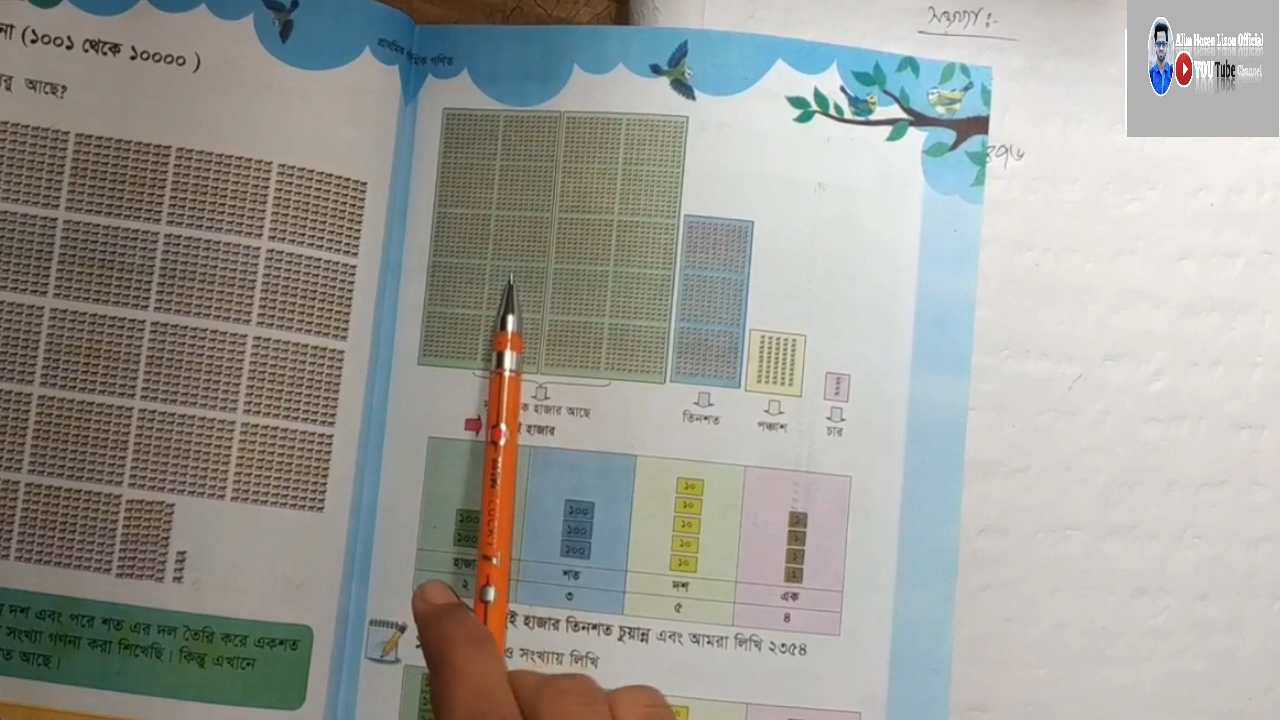 না (১০০১ থেকে ১০০০০ )
আছে?
দশ এবং পরে শত এর দল তৈরি করে একশত
সংখ্যা গণনা করা শিখেছি। কিন্তু এখানে
আছে।
প্রাথমিক গণিত
হাজার আছে
হাজার
তিনশত
পঞ্চাশ
চার
১০০ ১০ ১
১০০ ১০০ ১০ ১
১০০ ১০০ ১০ ১
১০ ১
১০
শত দশ এক
২ ৩ ৫ ৪
হাজার তিনশত চুয়ান্ন এবং আমরা লিখি ২৩৫৪
ও সংখ্যায় লিখি
Alim Hossen Liaon Official
YOU Tube Channel